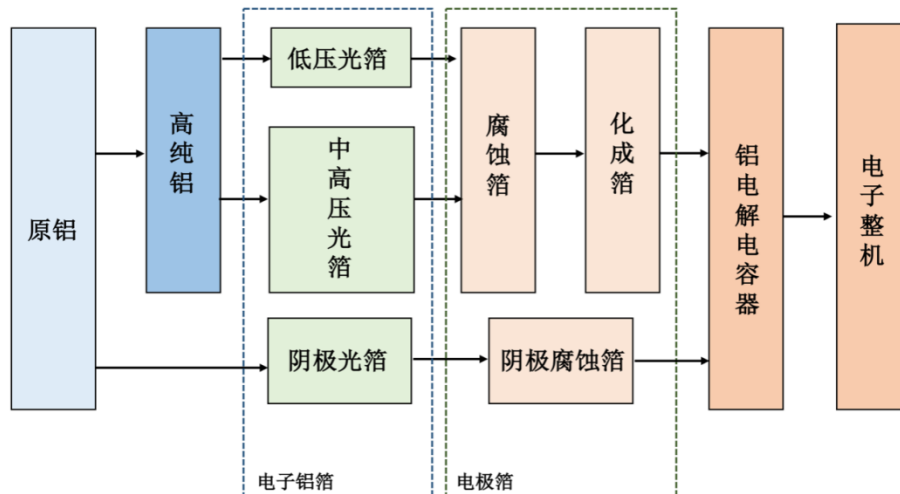 原铝
高纯铝
低压光箔
中高压光箔
阴极光箔
电子铝箔
腐蚀箔
化成箔
阴极腐蚀箔
电极箔
铝电解电容器
电子整机